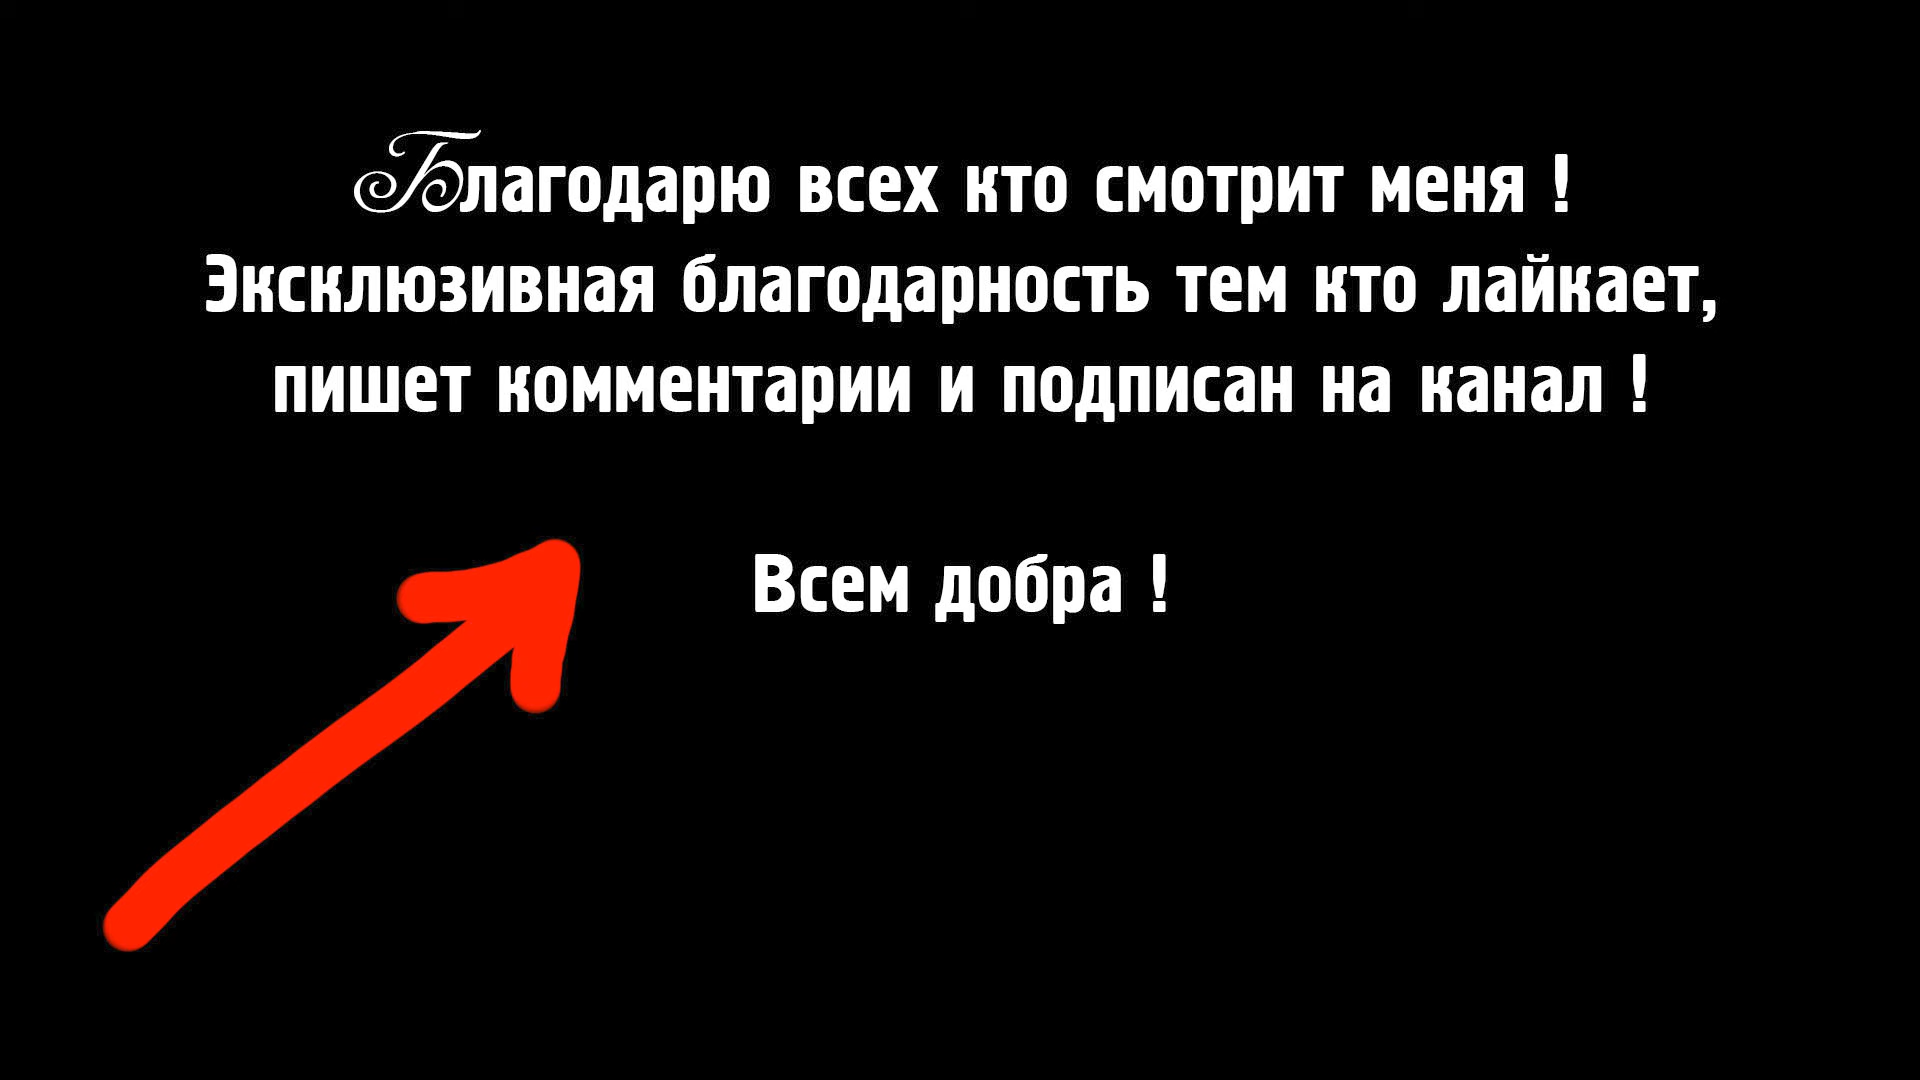 Благодарю всех кто смотрит меня !
Эксклюзивная благодарность тем кто лайкает,
пишет комментарии и подписан на канал !
Всем добра !